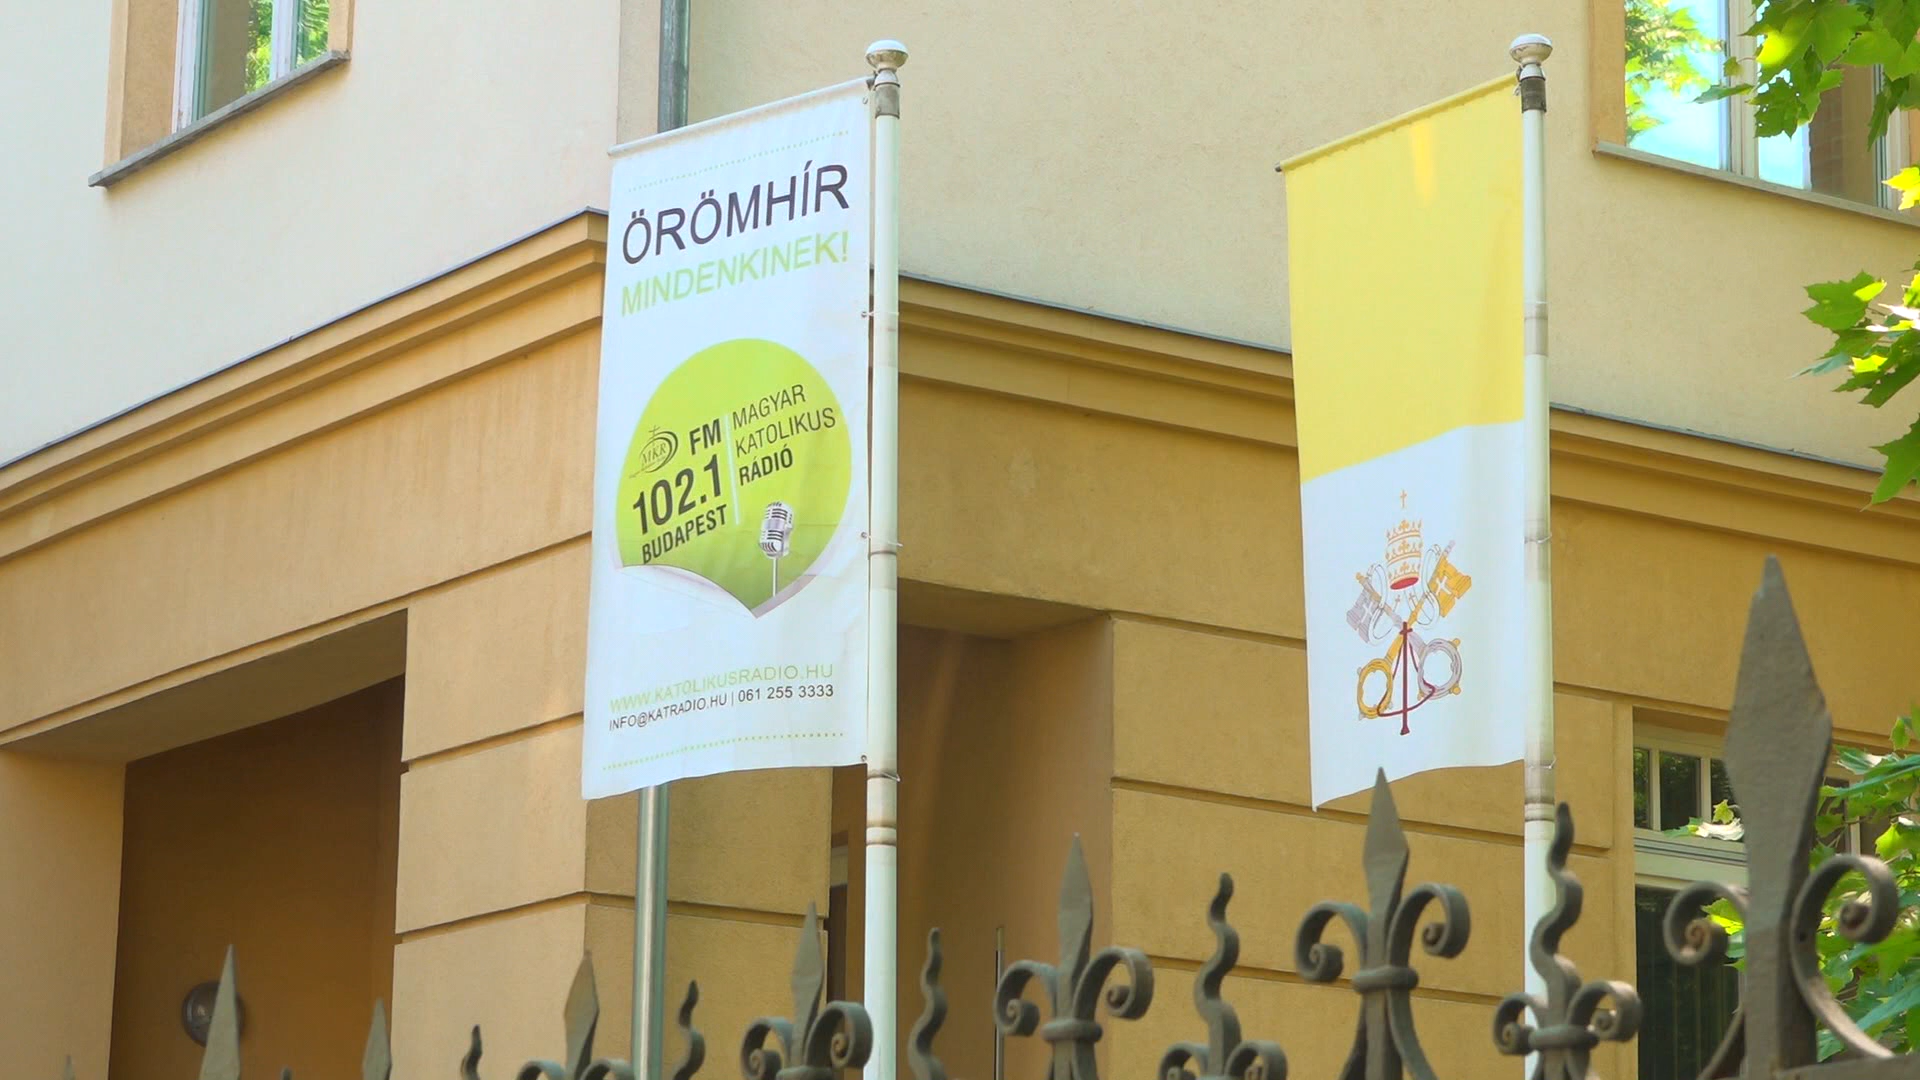 ÖRÖMHÍR
MINDENKINEK!
MKR
FM
102.1
BUDAPEST
MAGYAR
KATOLIKUS
RÁDIÓ
WWW.KATOLIKUSRADIO.HU
INFO@KATRADIO.HU | 061 255 3333